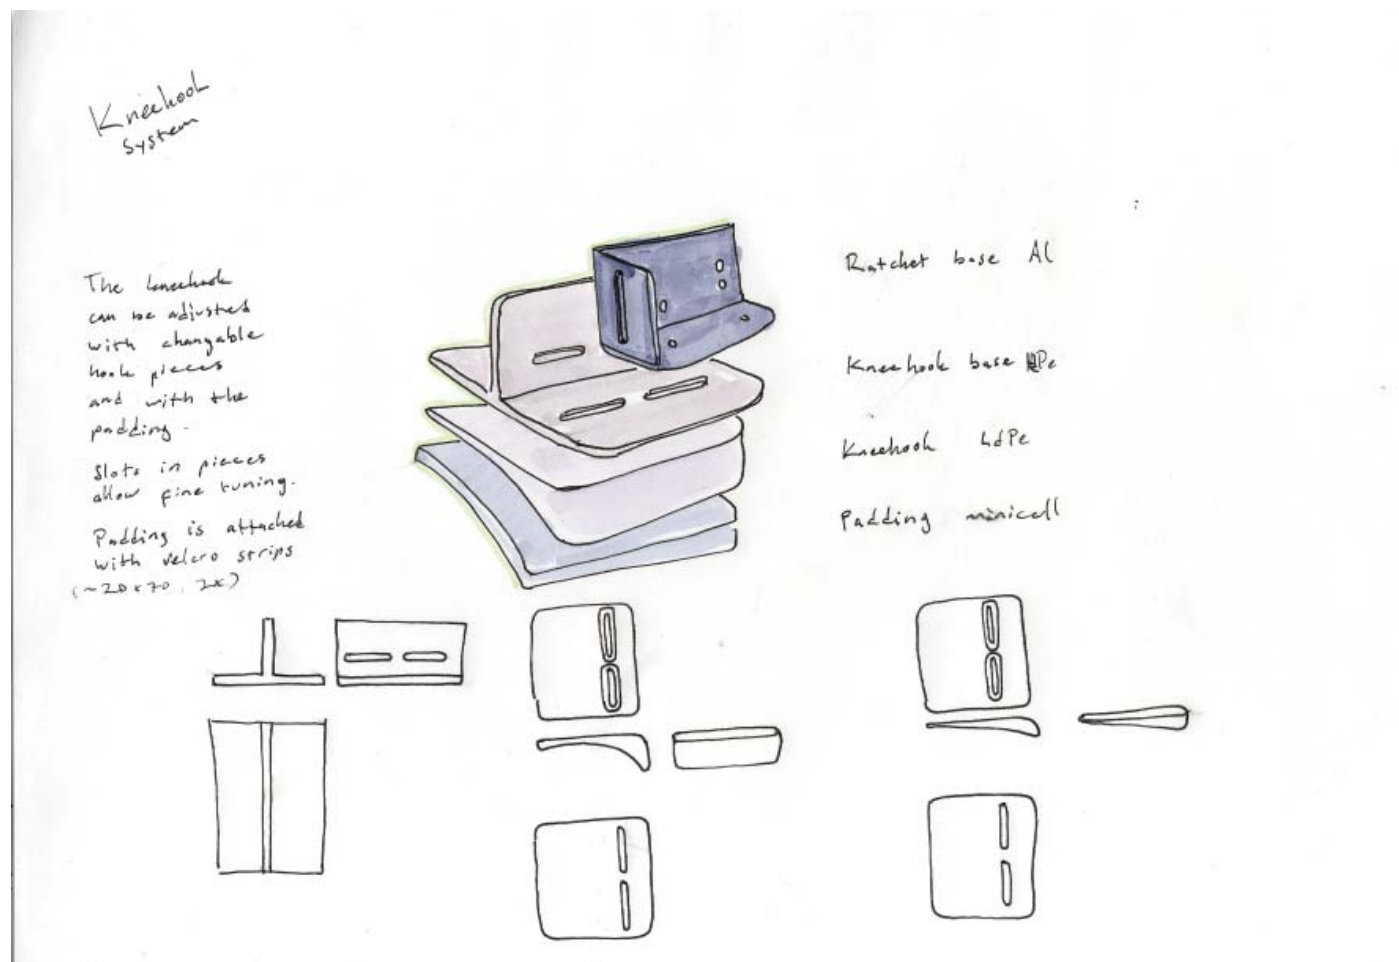 Kneehook
System
The kneehook
can be adjusted
with changable
hook pieces
and with the
padding.
Slots in pieces
allow fine tuning.
Padding is attached
with velcro strips
(~20x70, 2x)
Ratchet base Al
Kneehook base
Kneehook hdPe
Padding minicell